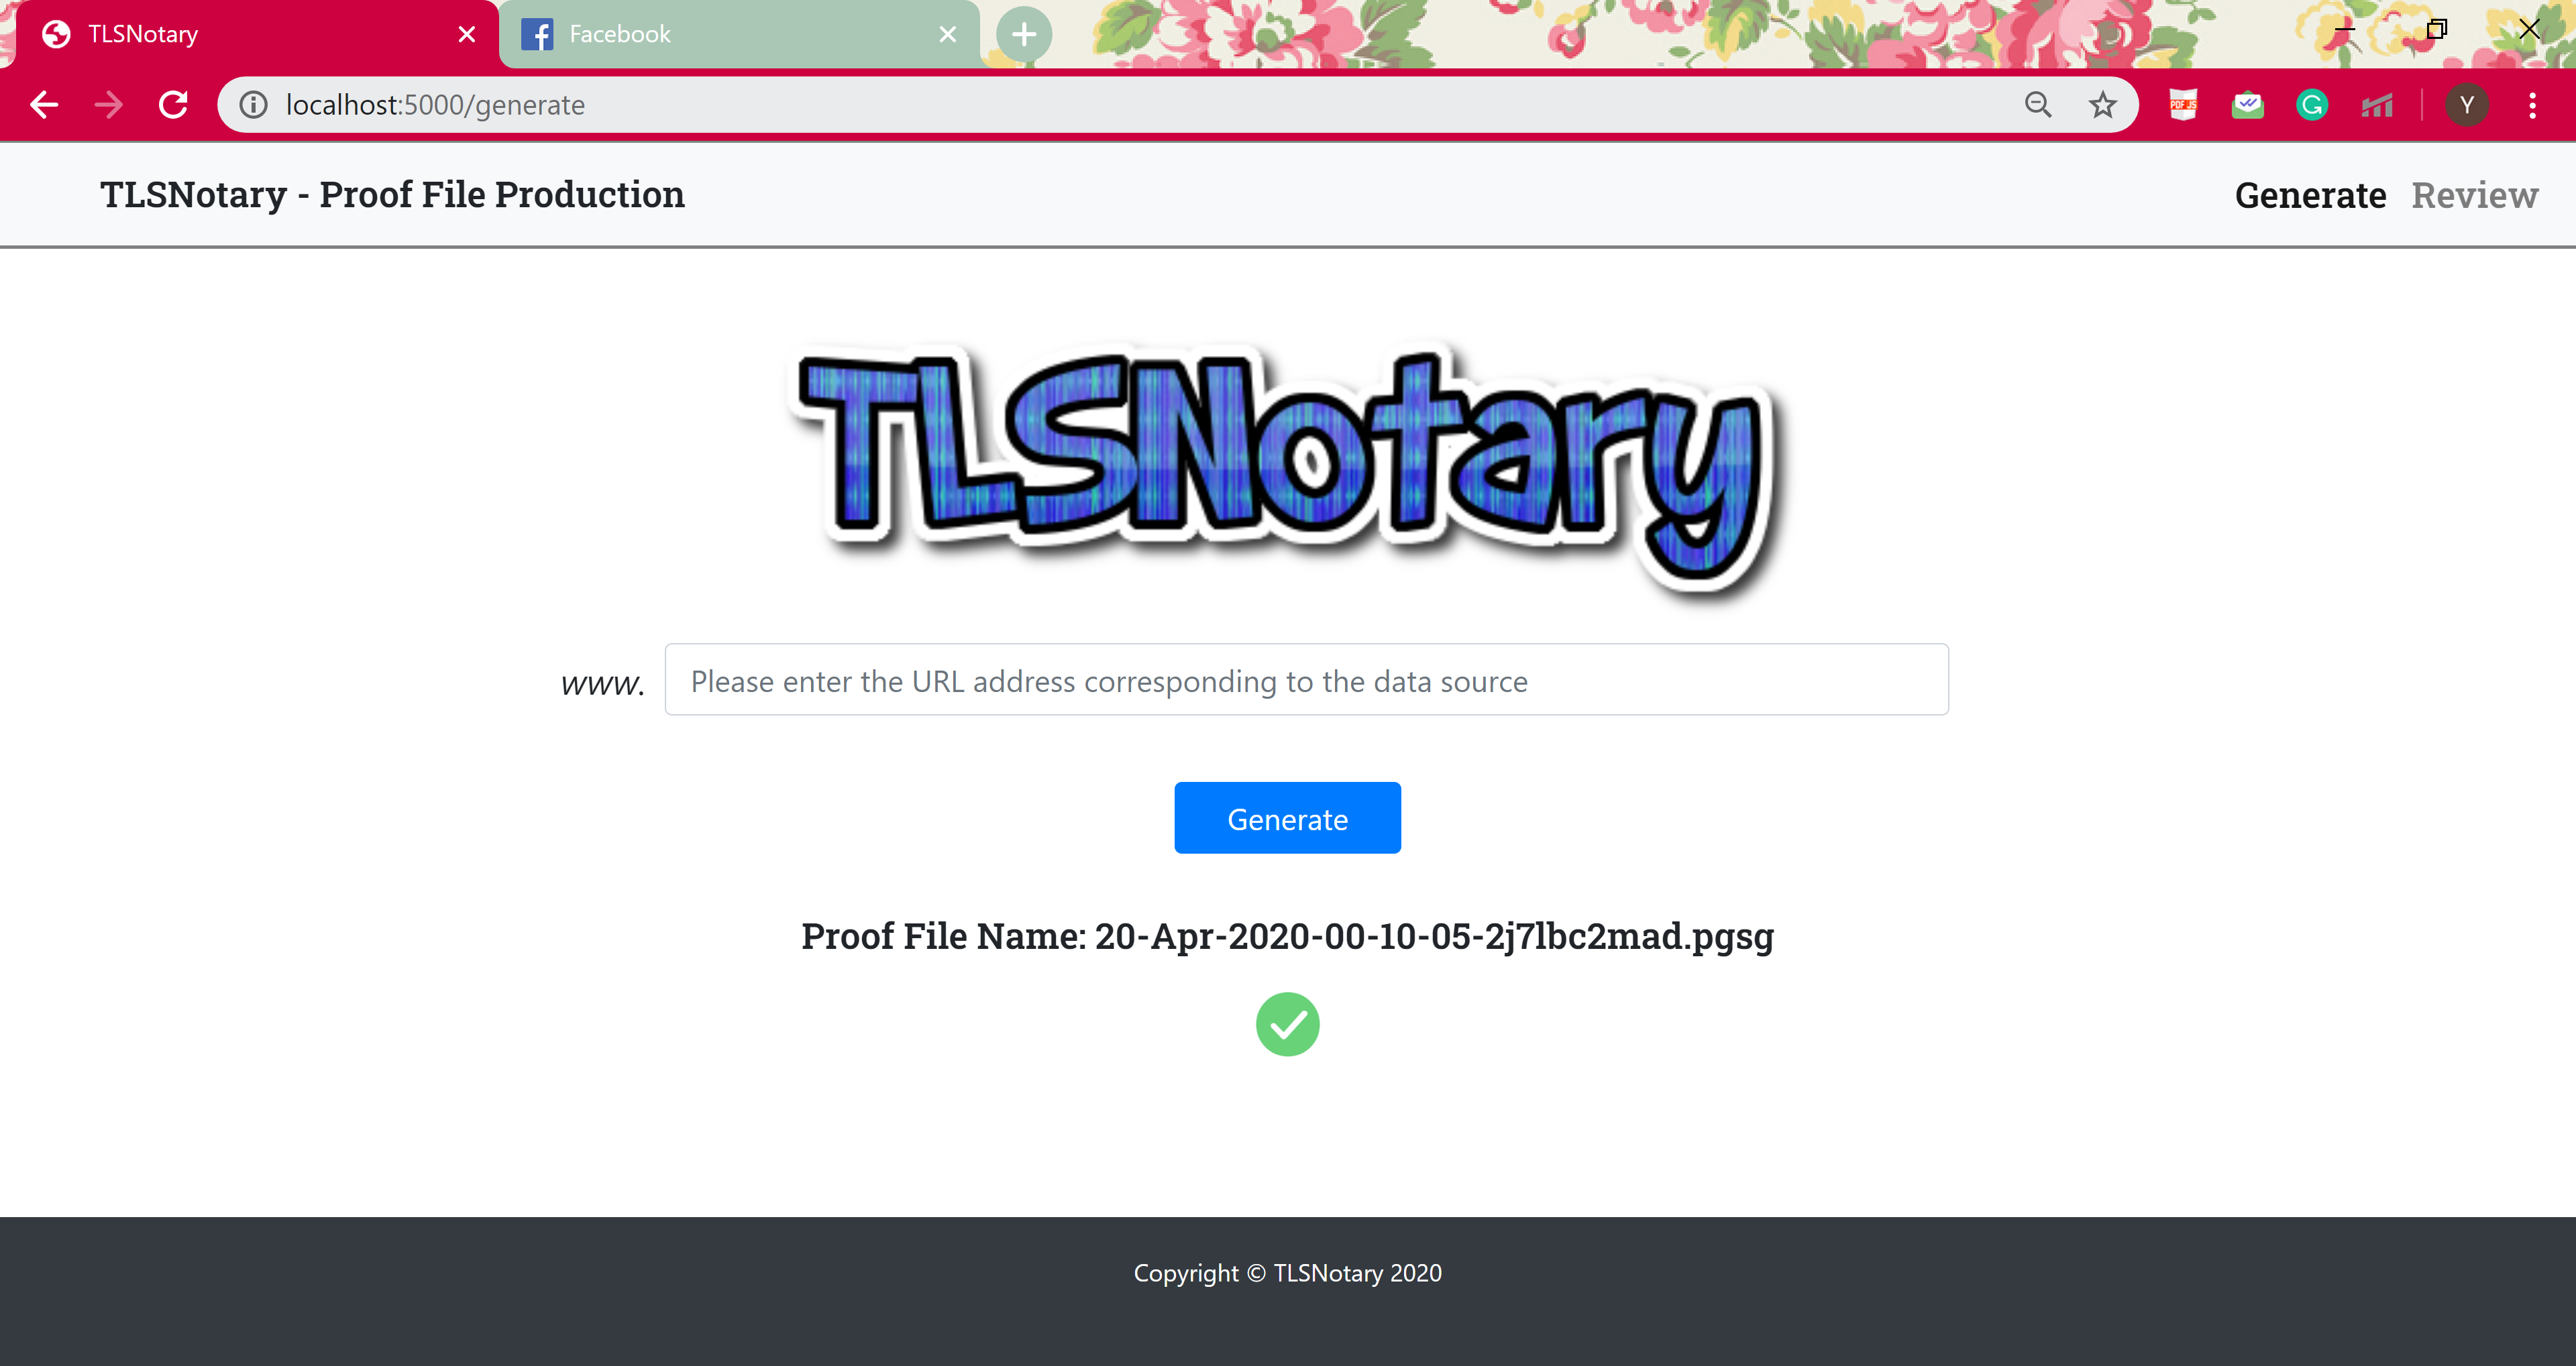 TLSNotary
Facebook
localhost:5000/generate
PDF JS
G
Y
TLSNotary - Proof File Production
Generate Review
TLSNotary
www. Please enter the URL address corresponding to the data source
Generate
Proof File Name: 20-Apr-2020-00-10-05-2j7lbc2mad.pgsg
Copyright © TLSNotary 2020